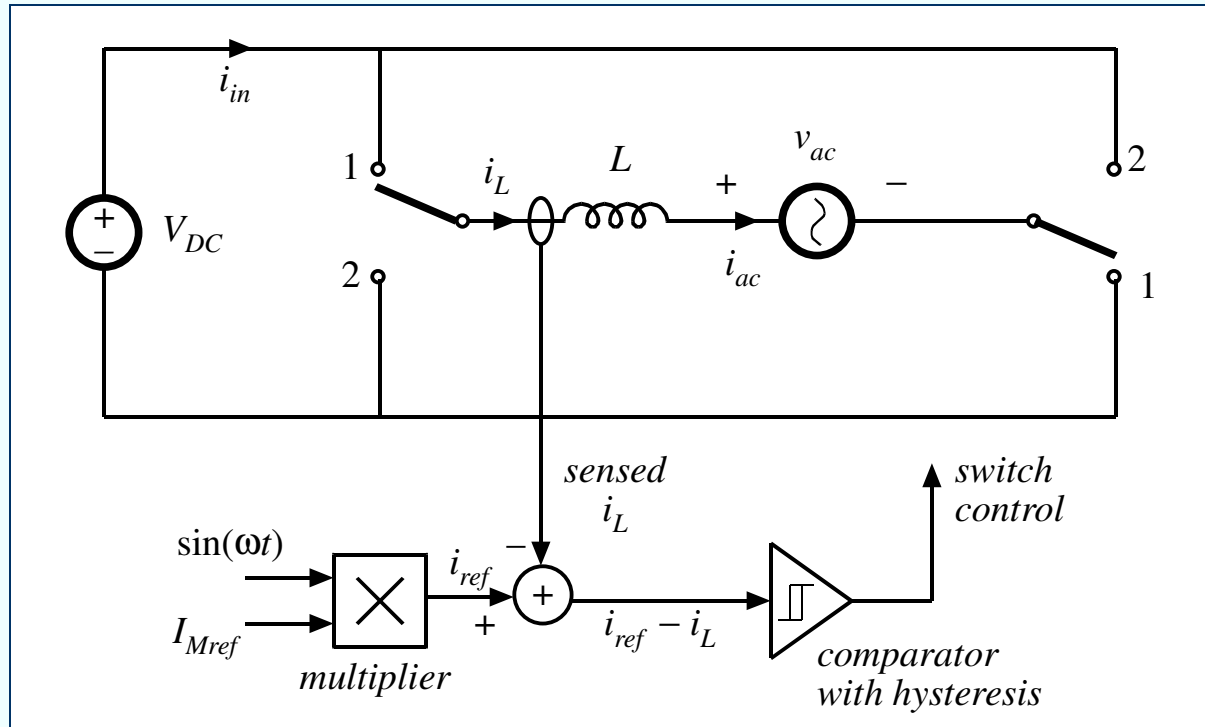 i_in
v_ac
1
i_L
L
+
−
2
+
−
V_DC
i_ac
2
1
sensed
i_L
switch
control
sin(ωt)
−
i_ref
+
+
i_ref − i_L
I_Mref
multiplier
comparator
with hysteresis